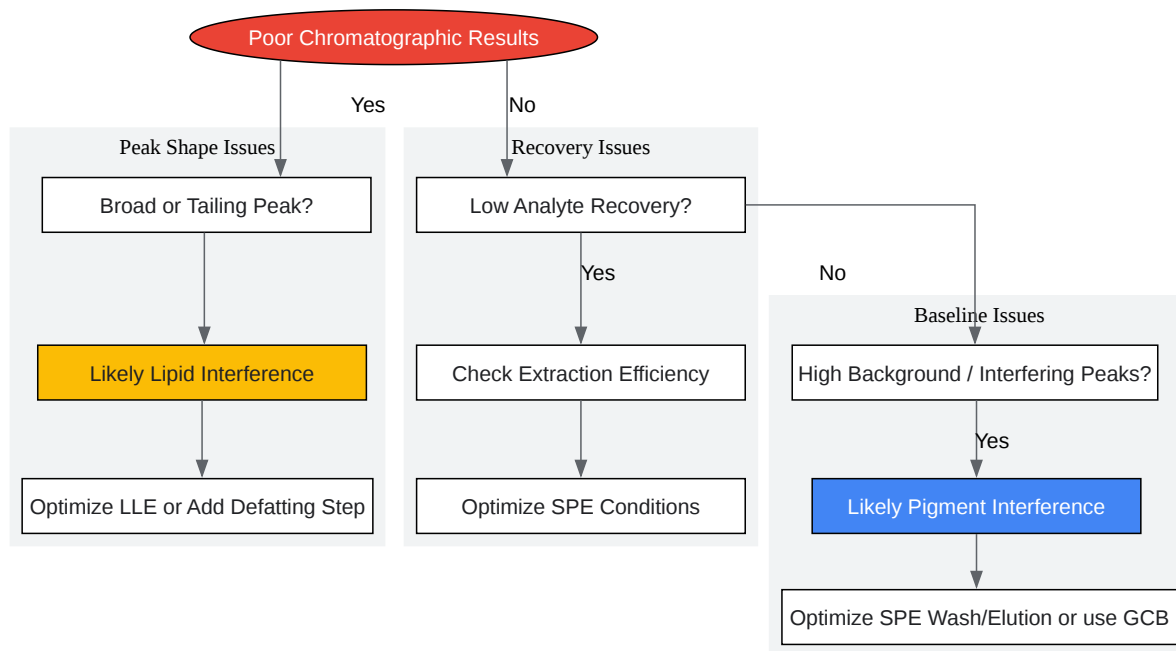 Poor Chromatographic Results
Yes
No
Peak Shape Issues
Recovery Issues
Broad or Tailing Peak?
Low Analyte Recovery?
Yes
No
Baseline Issues
Likely Lipid Interference
Check Extraction Efficiency
High Background / Interfering Peaks?
Yes
Optimize LLE or Add Defatting Step
Optimize SPE Conditions
Likely Pigment Interference
Optimize SPE Wash/Elution or use GCB